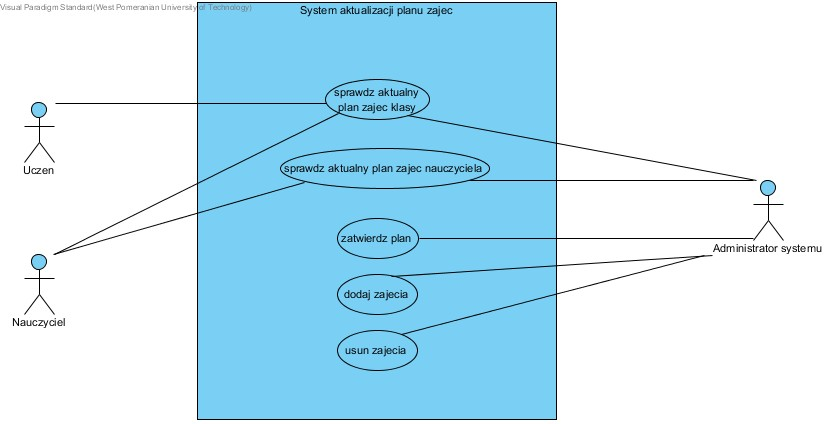 Visual Paradigm Standard(West Pomeranian University of Technology)
System aktualizacji planu zajec
sprawdz aktualny
plan zajec klasy
Uczen
sprawdz aktualny plan zajec nauczyciela
zatwierdz plan
Administrator systemu
dodaj zajecia
Nauczyciel
usun zajecia